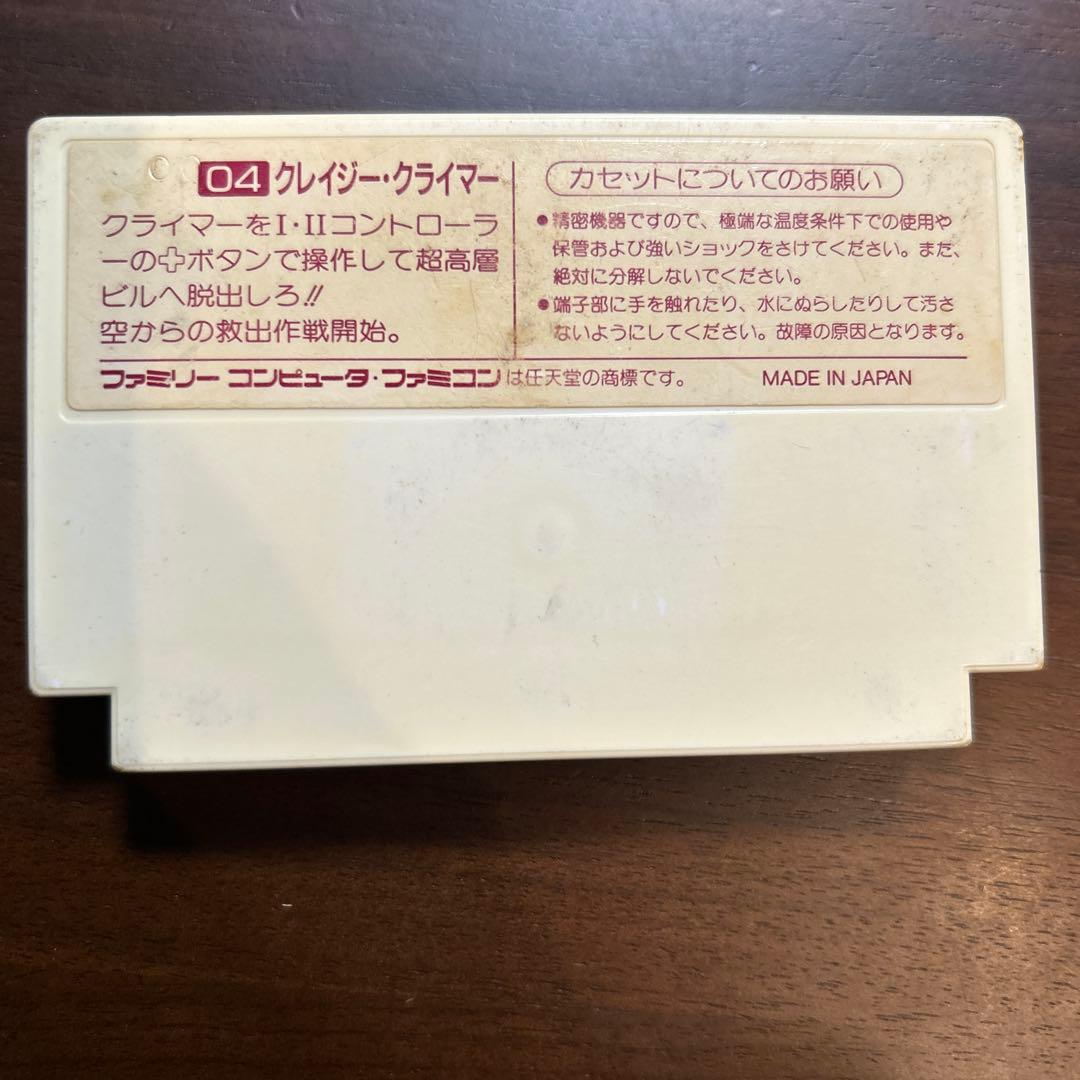 04 クレイジー・クライマー
クライマーをI・IIコントローラ
ーの✚ボタンで操作して超高層
ビルへ脱出しろ!!
空からの救出作戦開始。
カセットについてのお願い
●精密機器ですので、極端な温度条件下での使用や
保管および強いショックをさけてください。また、
絶対に分解しないでください。
●端子部に手を触れたり、水にぬらしたりして汚さ
ないようにしてください。故障の原因となります。
ファミリー コンピュータ・ファミコンは任天堂の商標です。
MADE IN JAPAN